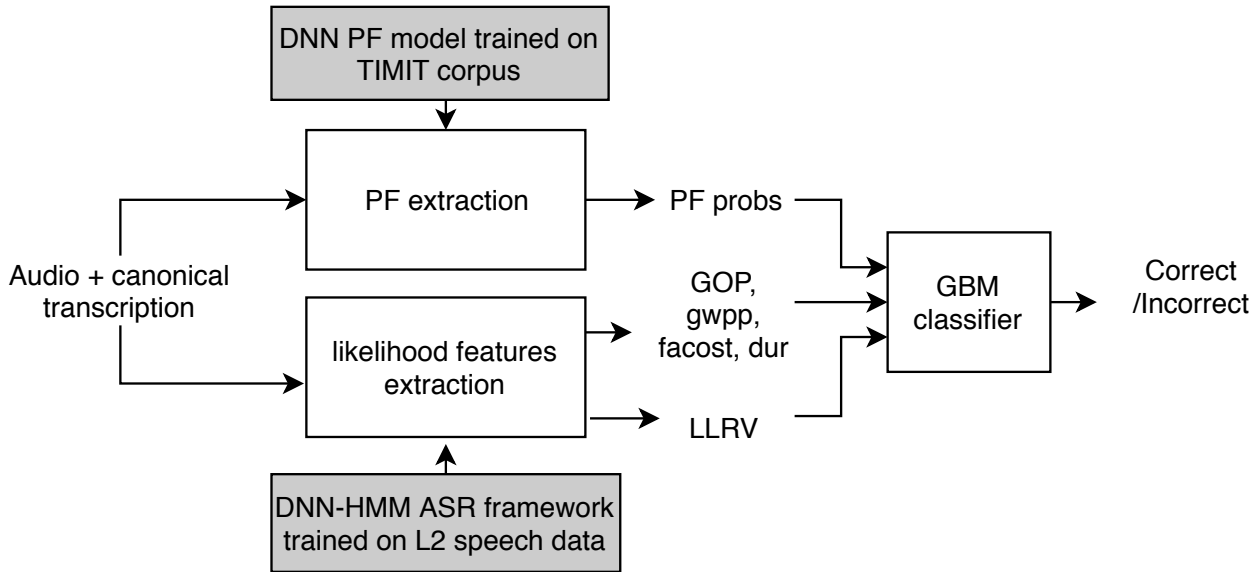 DNN PF model trained on
TIMIT corpus
PF extraction
PF probs
Audio + canonical
transcription
GOP,
gwpp,
facost, dur
GBM
classifier
Correct
/Incorrect
likelihood features
extraction
LLRV
DNN-HMM ASR framework
trained on L2 speech data